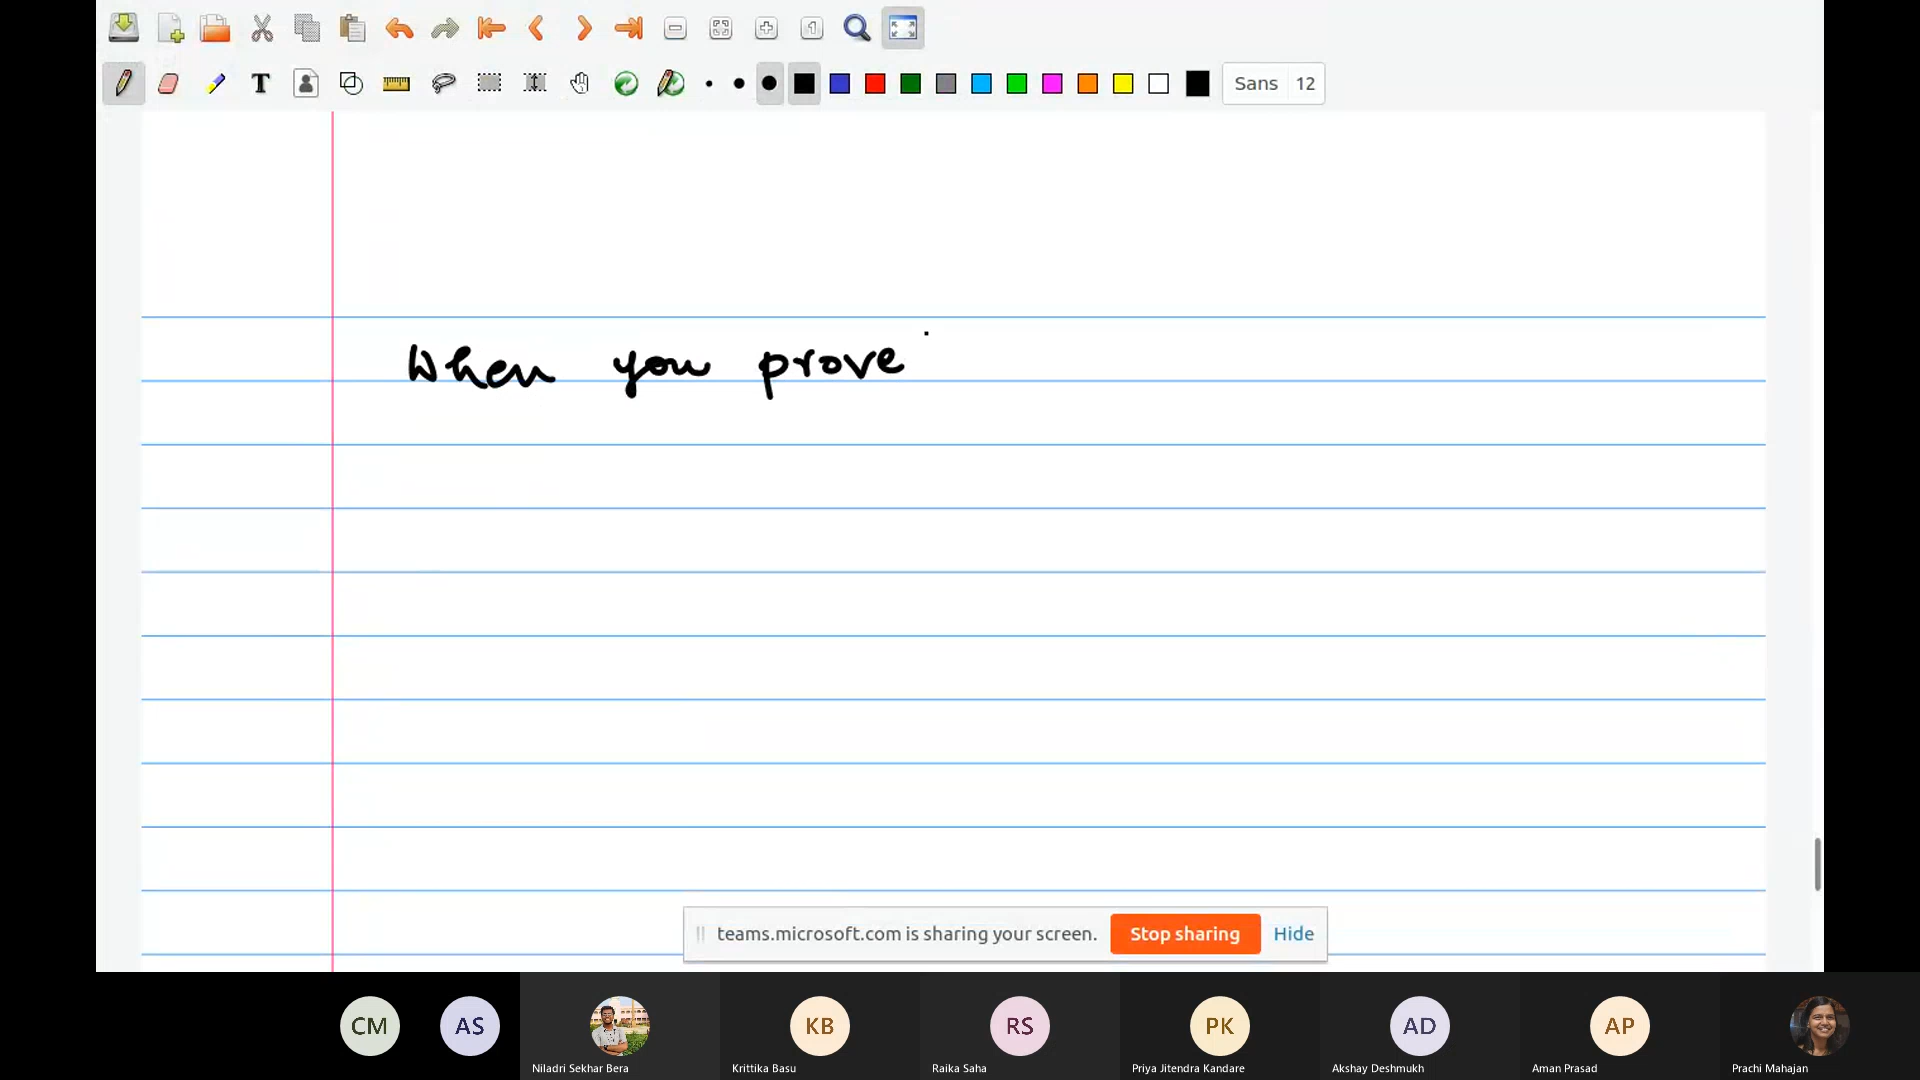 Sans 12
When you prove
teams.microsoft.com is sharing your screen. Stop sharing Hide
CM AS KB RS PK AD AP
Niladri Sekhar Bera Krittika Basu Raika Saha Priya Jitendra Kandare Akshay Deshmukh Aman Prasad Prachi Mahajan